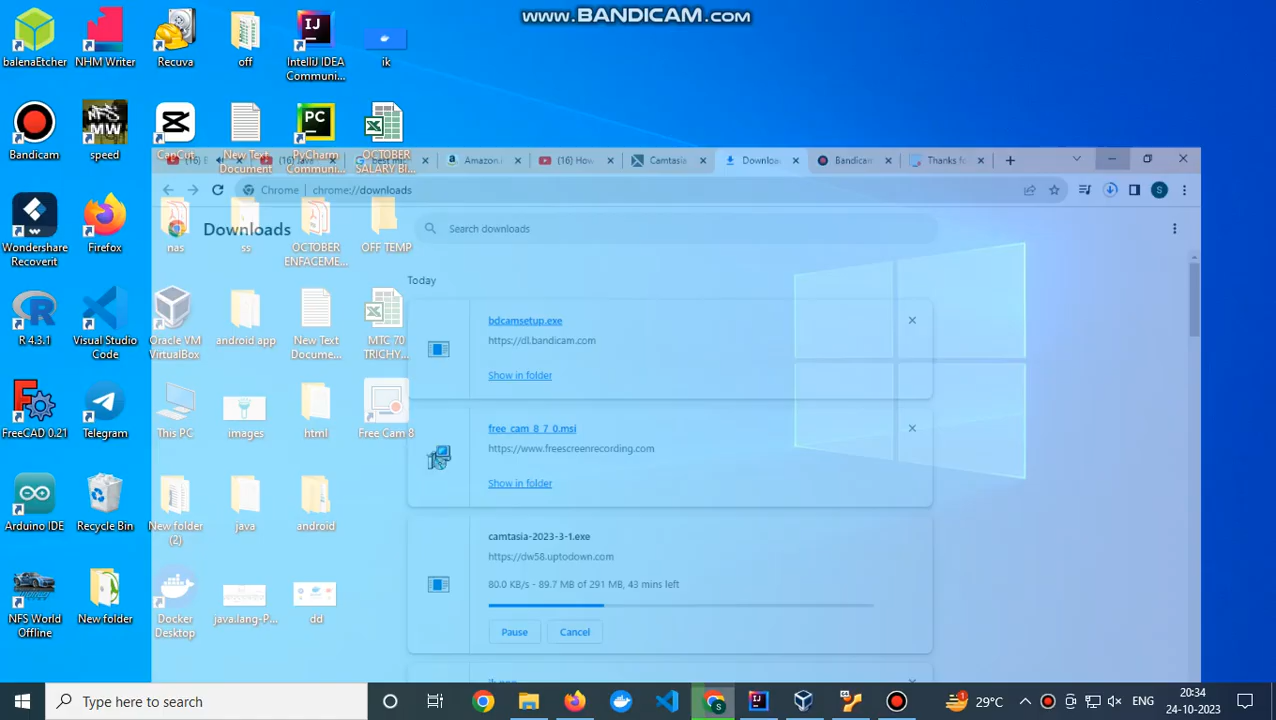 www.BANDICAM.com
balenaEtcher
NHM Writer
Recuva
off
IntelliJ IDEA
Communi...
ik
Bandicam
speed
CapCut
New Text
Document
PyCharm
Communi...
OCTOBER
SALARY BI...
Amazon.i
(16) How
Camtasia
Downloa
Bandicam
Thanks fo
Chrome
chrome://downloads
S
Wondershare
Recoverit
Firefox
nas
ss
OCTOBER
ENFACEME...
OFF TEMP
Downloads
Search downloads
Today
bdcamsetup.exe
https://dl.bandicam.com
Show in folder
R 4.3.1
Visual Studio
Code
Oracle VM
VirtualBox
android app
New Text
Docume...
MTC 70
TRICHY...
free_cam_8_7_0.msi
https://www.freescreenrecording.com
Show in folder
FreeCAD 0.21
Telegram
This PC
images
html
Free Cam 8
camtasia-2023-3-1.exe
https://dw58.uptodown.com
80.0 KB/s - 89.7 MB of 291 MB, 43 mins left
Pause
Cancel
Arduino IDE
Recycle Bin
New folder
(2)
java
android
NFS World
Offline
New folder
Docker
Desktop
java.lang-P...
dd
Type here to search
1
29°C
ENG
20:34
24-10-2023